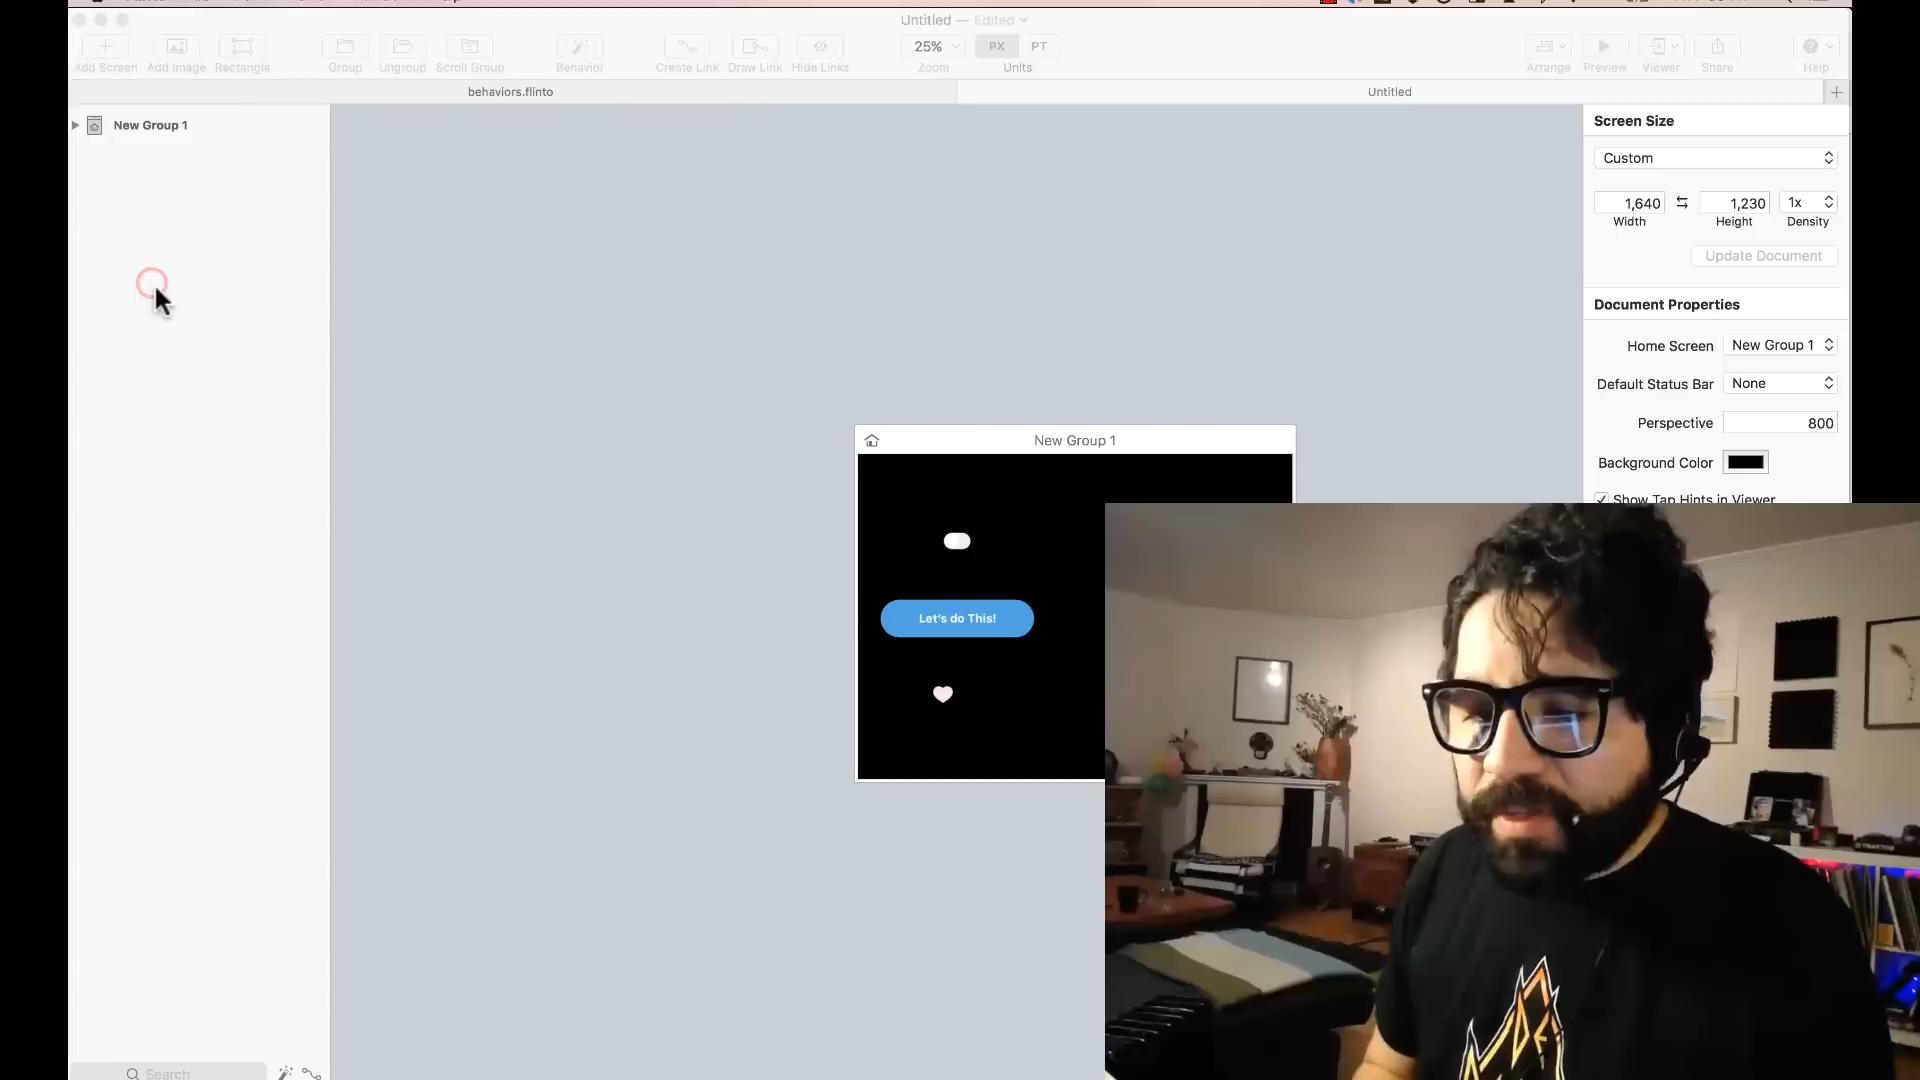 Untitled — Edited
25%
PX PT
Add Screen Add Image Rectangle Group Ungroup Scroll Group Behavior Create Link Draw Link Hide Links Zoom Units Arrange Preview Viewer Share Help
behaviors.flinto Untitled
New Group 1
Screen Size
Custom
1,640 1,230 1x
Width Height Density
Update Document
Document Properties
Home Screen New Group 1
Default Status Bar None
Perspective 800
Background Color
Show Tap Hints in Viewer
New Group 1
Let's do This!
Search